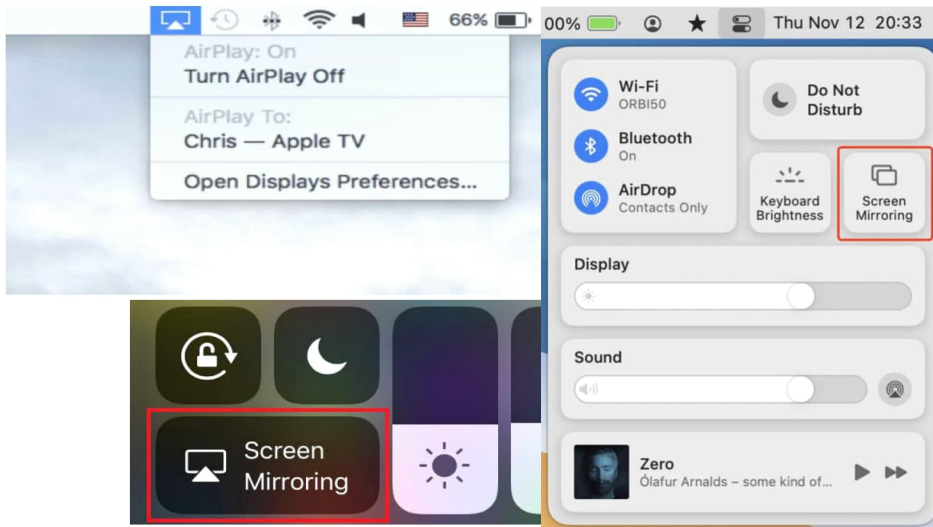 66%
AirPlay: On
Turn AirPlay Off
AirPlay To:
Chris — Apple TV
Open Displays Preferences...
Screen
Mirroring
00%
Thu Nov 12 20:33
Wi-Fi
ORBI50
Bluetooth
On
AirDrop
Contacts Only
Do Not
Disturb
Keyboard
Brightness
Screen
Mirroring
Display
Sound
Zero
Ólafur Arnalds – some kind of...